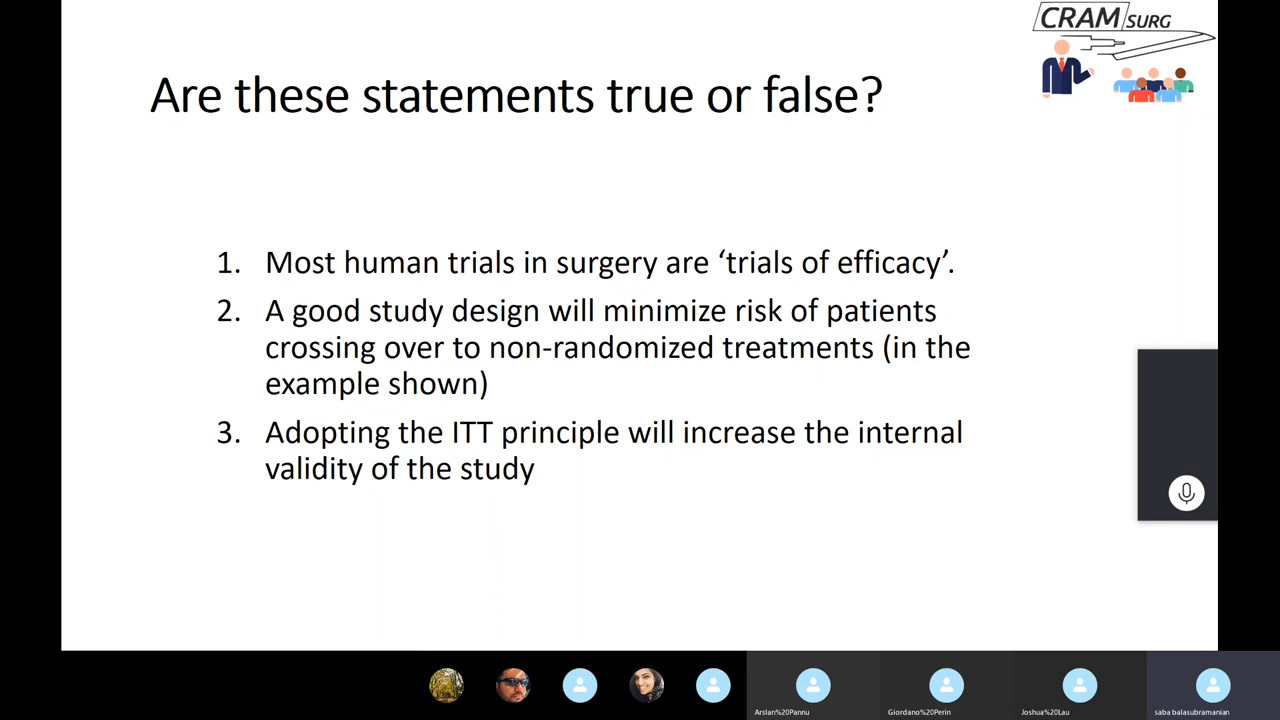 CRAM SURG
Are these statements true or false?
1. Most human trials in surgery are ‘trials of efficacy’.
2. A good study design will minimize risk of patients
crossing over to non-randomized treatments (in the
example shown)
3. Adopting the ITT principle will increase the internal
validity of the study
Arslan%20Pannu
Giordano%20Perin
Joshua%20Lau
saba balasubramanian